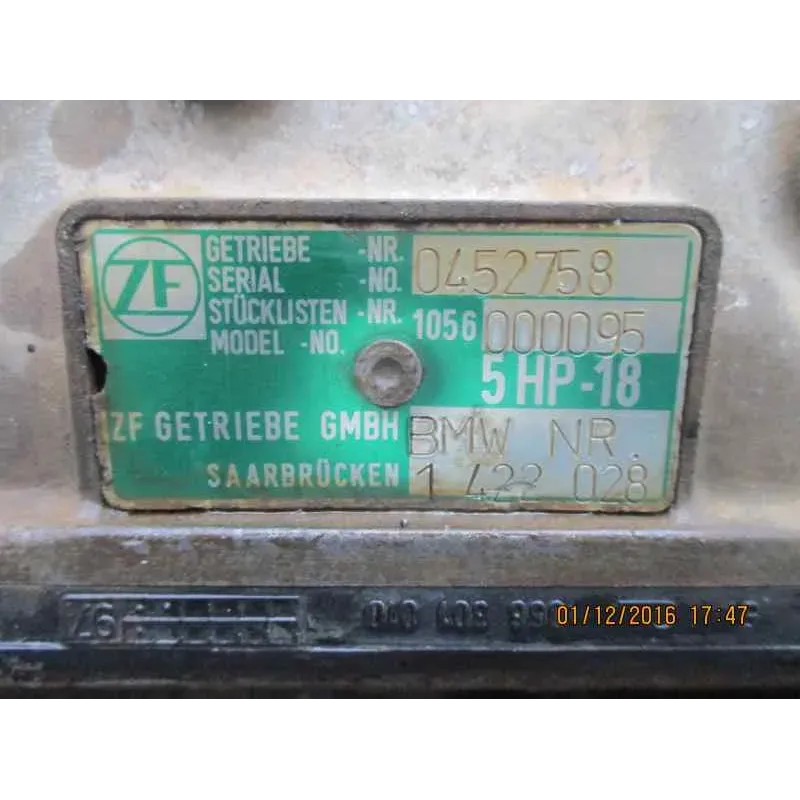 ZF
GETRIEBE -NR. 0452758
SERIAL -NO.
STÜCKLISTEN -NR. 1056 000095
MODEL -NO.
5 HP-18
ZF GETRIEBE GMBH BMW NR.
SAARBRÜCKEN 1 422 028
01/12/2016 17:47